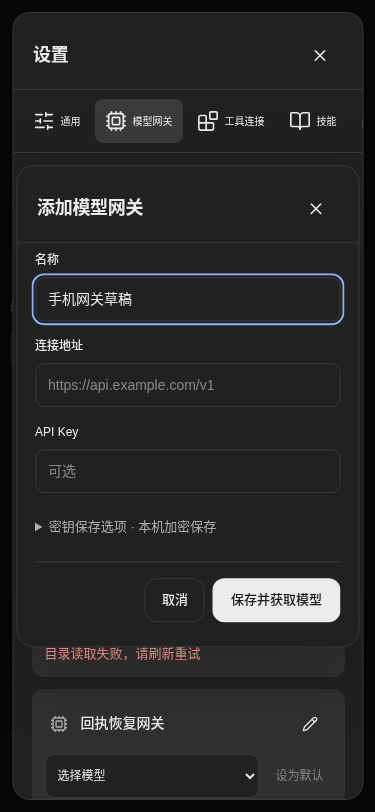 设置
通用
模型网关
工具连接
技能
添加模型网关
名称
手机网关草稿
连接地址
https://api.example.com/v1
API Key
可选
密钥保存选项 · 本机加密保存
取消
保存并获取模型
目录读取失败，请刷新重试
回执恢复网关
选择模型
设为默认